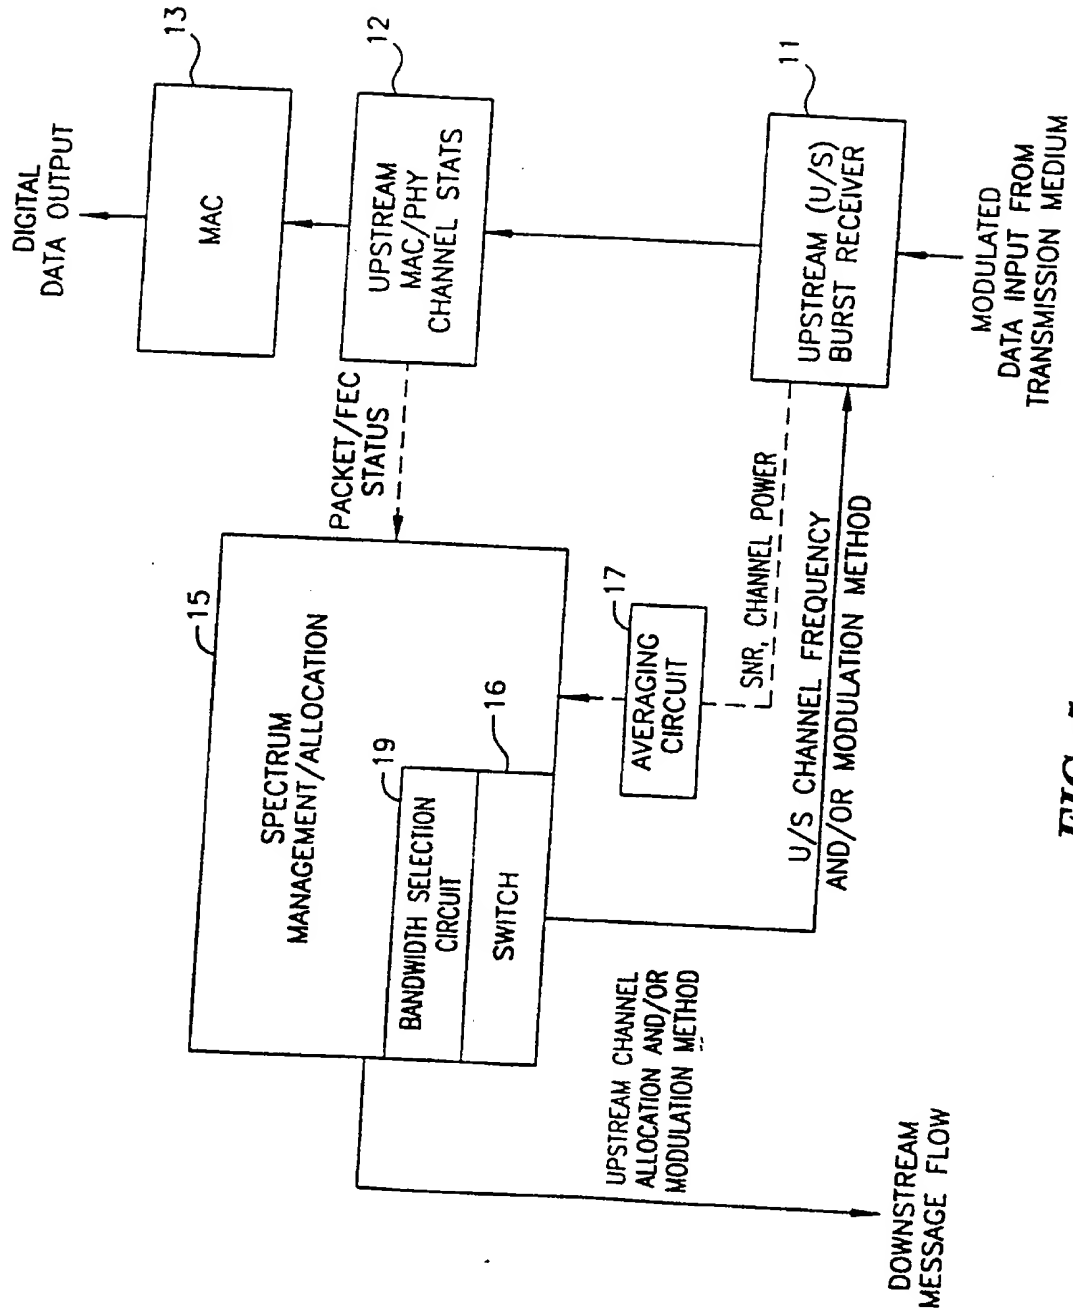 DIGITAL
DATA OUTPUT
13
MAC
12
UPSTREAM
MAC/PHY
CHANNEL STATS
11
UPSTREAM (U/S)
BURST RECEIVER
MODULATED
DATA INPUT FROM
TRANSMISSION MEDIUM
PACKET/FEC
STATUS
15
SPECTRUM
MANAGEMENT/ALLOCATION
19
BANDWIDTH SELECTION
CIRCUIT
16
SWITCH
17
AVERAGING
CIRCUIT
SNR, CHANNEL POWER
U/S CHANNEL FREQUENCY
AND/OR MODULATION METHOD
UPSTREAM CHANNEL
ALLOCATION AND/OR
MODULATION METHOD
DOWNSTREAM
MESSAGE FLOW
FIG.